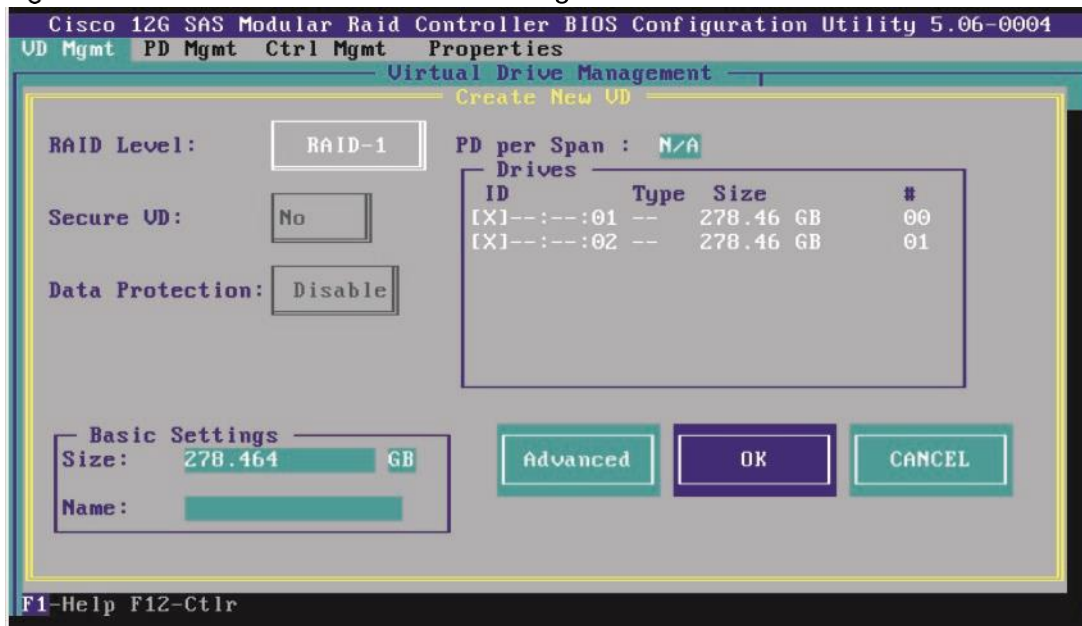 Cisco 12G SAS Modular Raid Controller BIOS Configuration Utility 5.06-0004
VD Mgmt PD Mgmt Ctrl Mgmt Properties
Virtual Drive Management
Create New VD
RAID Level: RAID-1 PD per Span : N/A
Drives
ID Type Size #
[X]--:--:01 -- 278.46 GB 00
[X]--:--:02 -- 278.46 GB 01
Secure VD: No
Data Protection: Disable
Basic Settings
Size: 278.464 GB
Name:
Advanced OK CANCEL
F1-Help F12-Ctlr